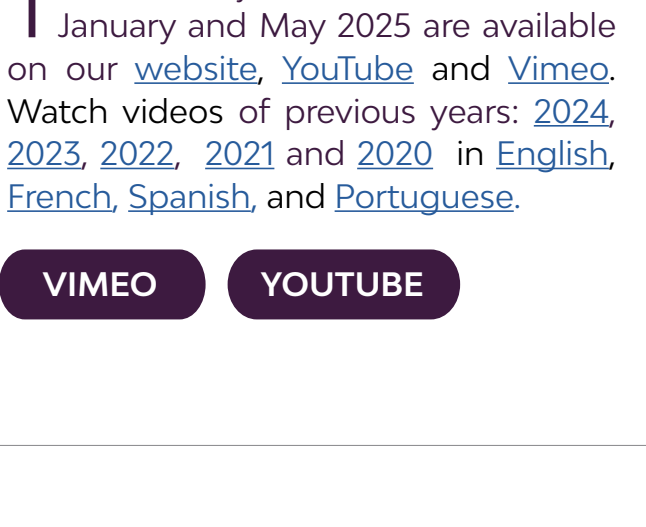 January and May 2025 are available
on our website, YouTube and Vimeo.
Watch videos of previous years: 2024,
2023, 2022, 2021 and 2020 in English,
French, Spanish, and Portuguese.
VIMEO YOUTUBE